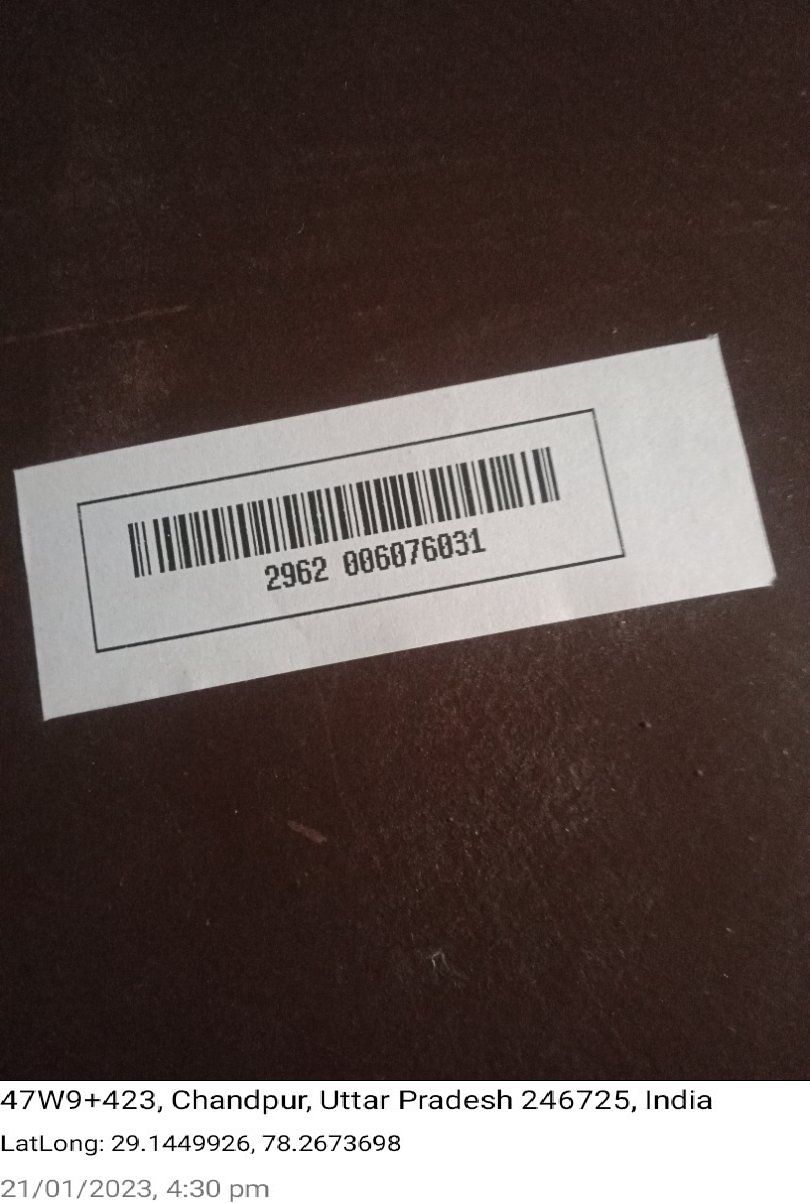 2962 006076031
47W9+423, Chandpur, Uttar Pradesh 246725, India
LatLong: 29.1449926, 78.2673698
21/01/2023, 4:30 pm